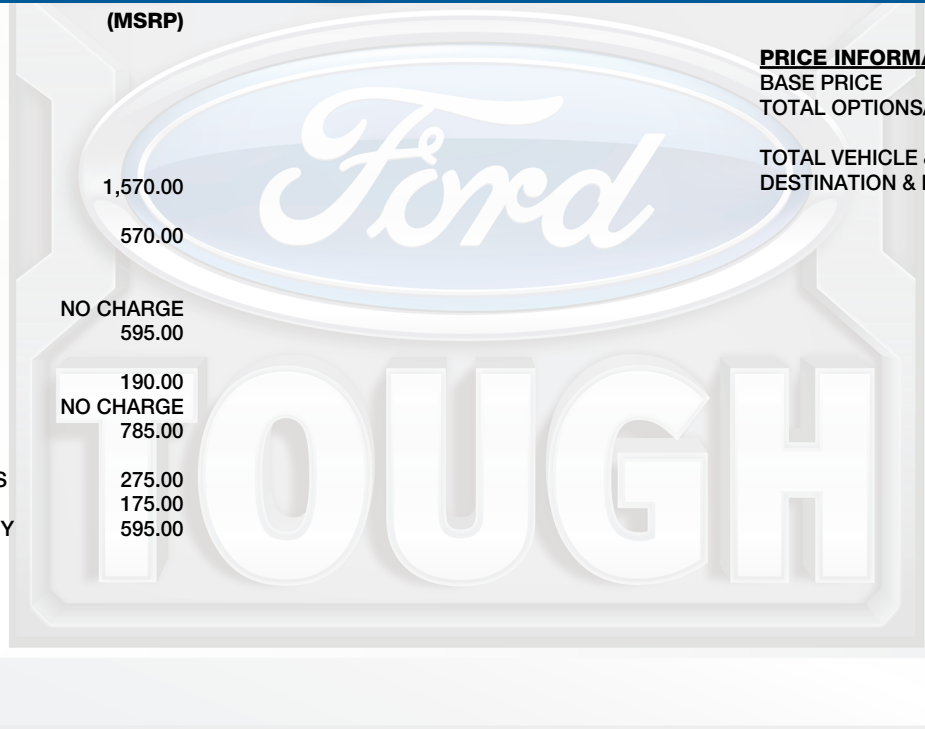 (MSRP)
1,570.00
570.00
NO CHARGE
595.00
190.00
NO CHARGE
785.00
S 275.00
175.00
Y 595.00
PRICE INFORMA
BASE PRICE
TOTAL OPTIONS
TOTAL VEHICLE
DESTINATION &
Ford
TOUGH